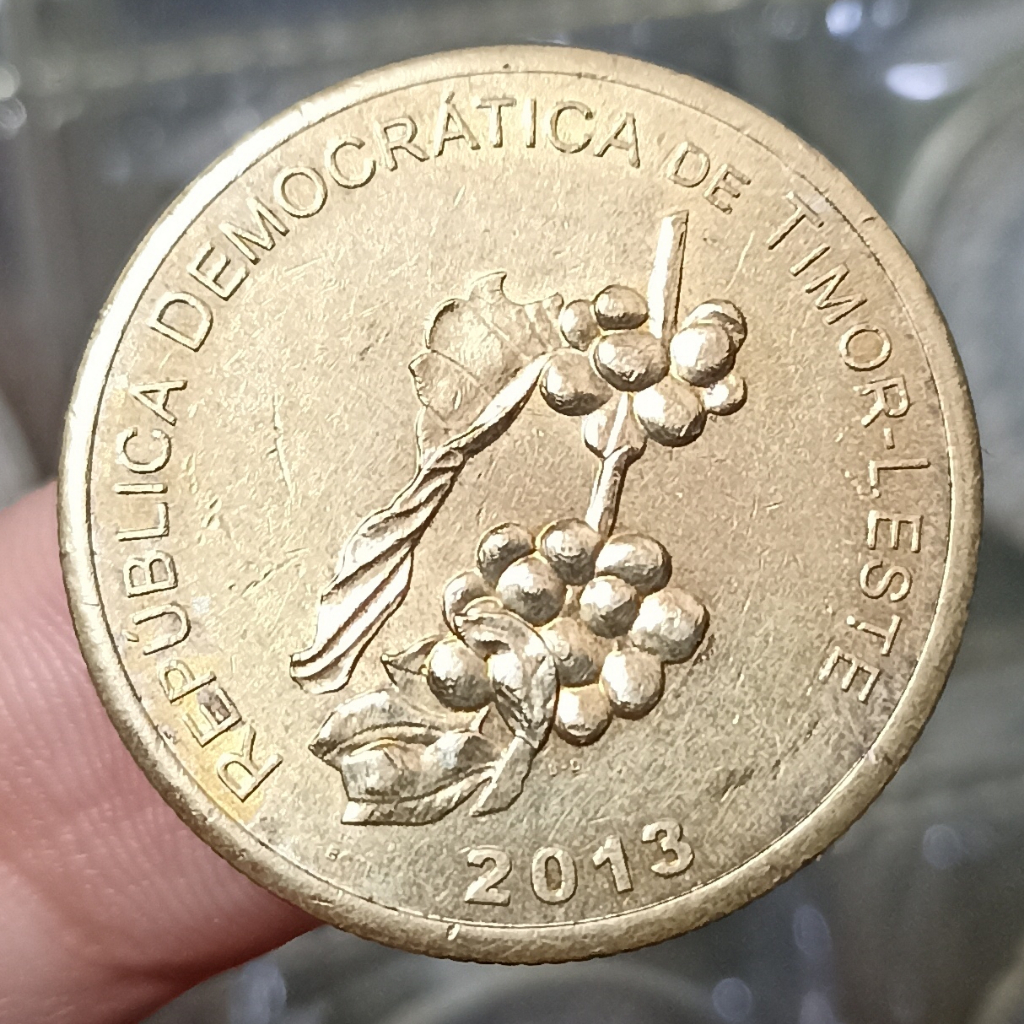 REPÚBLICA DEMOCRÁTICA DE TIMOR-LESTE
2013